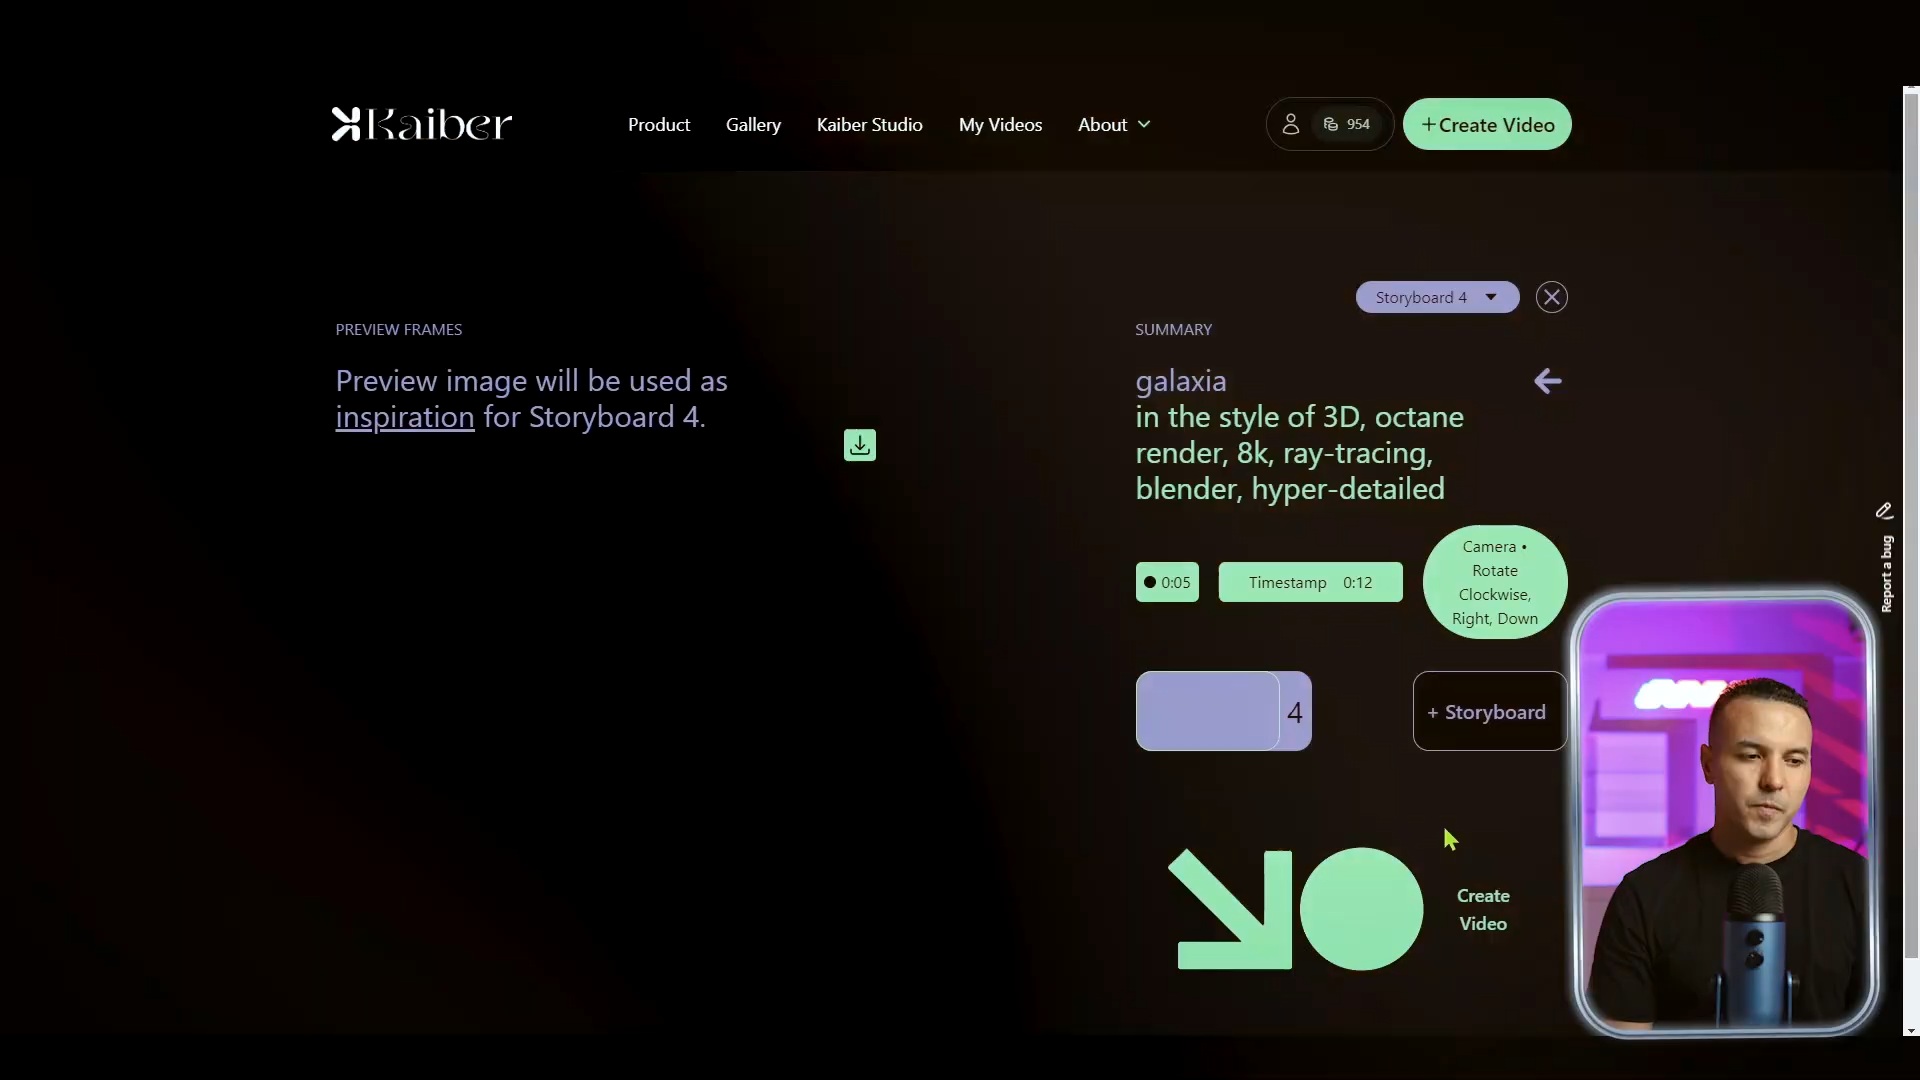 Kaiber
Product
Gallery
Kaiber Studio
My Videos
About
954
+Create Video
Storyboard 4
PREVIEW FRAMES
Preview image will be used as
inspiration for Storyboard 4.
SUMMARY
galaxia
in the style of 3D, octane
render, 8k, ray-tracing,
blender, hyper-detailed
0:05
Timestamp 0:12
Camera •
Rotate
Clockwise,
Right, Down
4
+ Storyboard
Create
Video
Report a bug